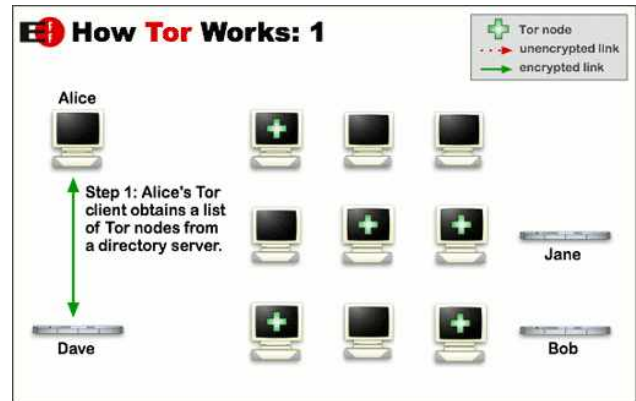 EFF How Tor Works: 1
Tor node
unencrypted link
encrypted link
Alice
Step 1: Alice's Tor
client obtains a list
of Tor nodes from
a directory server.
Jane
Dave
Bob